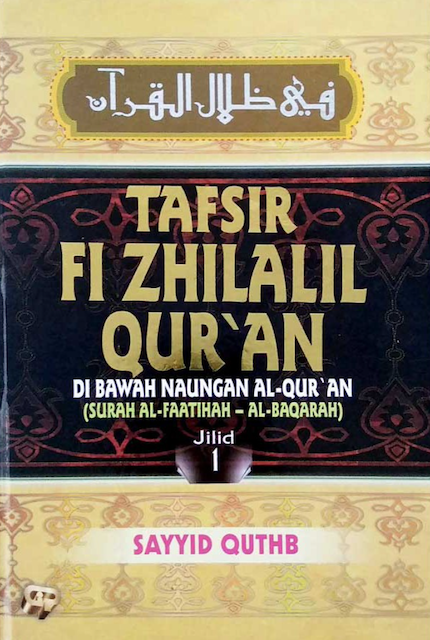 في ظلال القرآن
TAFSIR
FI ZHILALIL
QUR`AN
DI BAWAH NAUNGAN AL-QUR`AN
(SURAH AL-FAATIHAH – AL-BAQARAH)
Jilid
1
SAYYID QUTHB